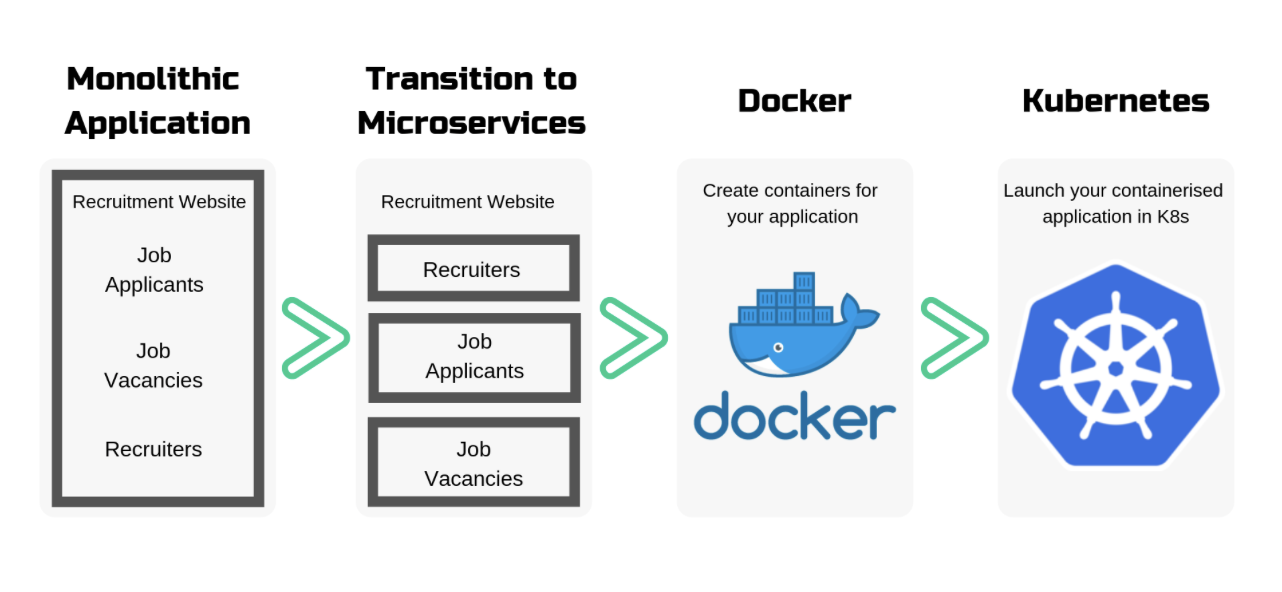 Monolithic
Application
Recruitment Website
Job
Applicants
Job
Vacancies
Recruiters
Transition to
Microservices
Recruitment Website
Recruiters
Job
Applicants
Job
Vacancies
Docker
Create containers for
your application
docker
Kubernetes
Launch your containerised
application in K8s